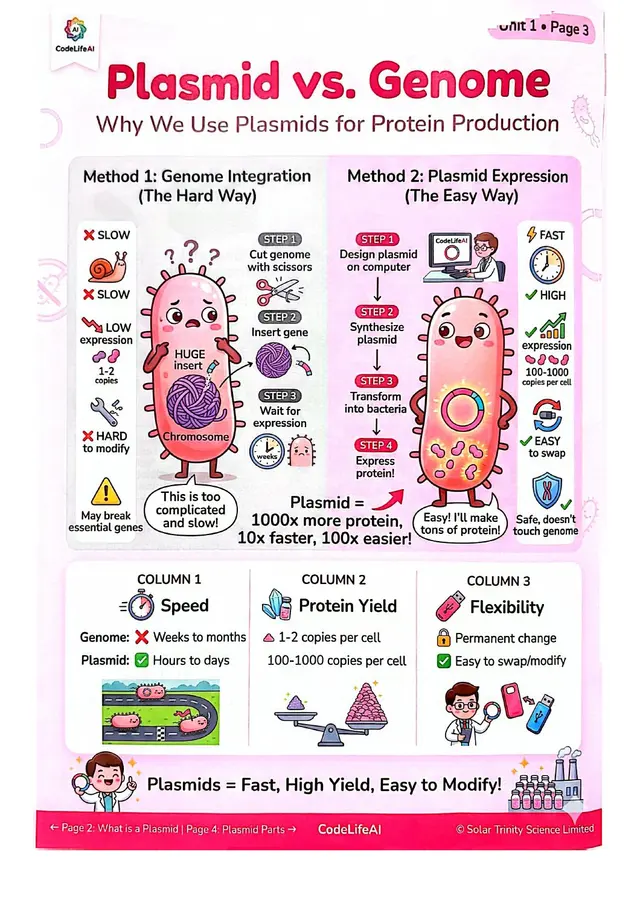 AI
CodeLifeAI
Unit 1 • Page 3
Plasmid vs. Genome
Why We Use Plasmids for Protein Production
Method 1: Genome Integration
(The Hard Way)
SLOW
SLOW
LOW
expression
1-2
copies
HARD
to modify
May break
essential genes
? ? ?
HUGE
insert
Chromosome
This is too
complicated
and slow!
STEP 1
Cut genome
with scissors
STEP 2
Insert gene
STEP 3
Wait for
expression
weeks
Method 2: Plasmid Expression
(The Easy Way)
STEP 1
Design plasmid
on computer
CodeLifeAI
STEP 2
Synthesize
plasmid
STEP 3
Transform
into bacteria
STEP 4
Express
protein!
Easy! I'll make
tons of protein!
FAST
HIGH
expression
100-1000
copies per cell
EASY
to swap
Safe, doesn't
touch genome
Plasmid =
1000x more protein,
10x faster, 100x easier!
COLUMN 1
Speed
Genome: Weeks to months
Plasmid: Hours to days
COLUMN 2
Protein Yield
1-2 copies per cell
100-1000 copies per cell
COLUMN 3
Flexibility
Permanent change
Easy to swap/modify
Plasmids = Fast, High Yield, Easy to Modify!
← Page 2: What is a Plasmid | Page 4: Plasmid Parts →
CodeLifeAI
© Solar Trinity Science Limited